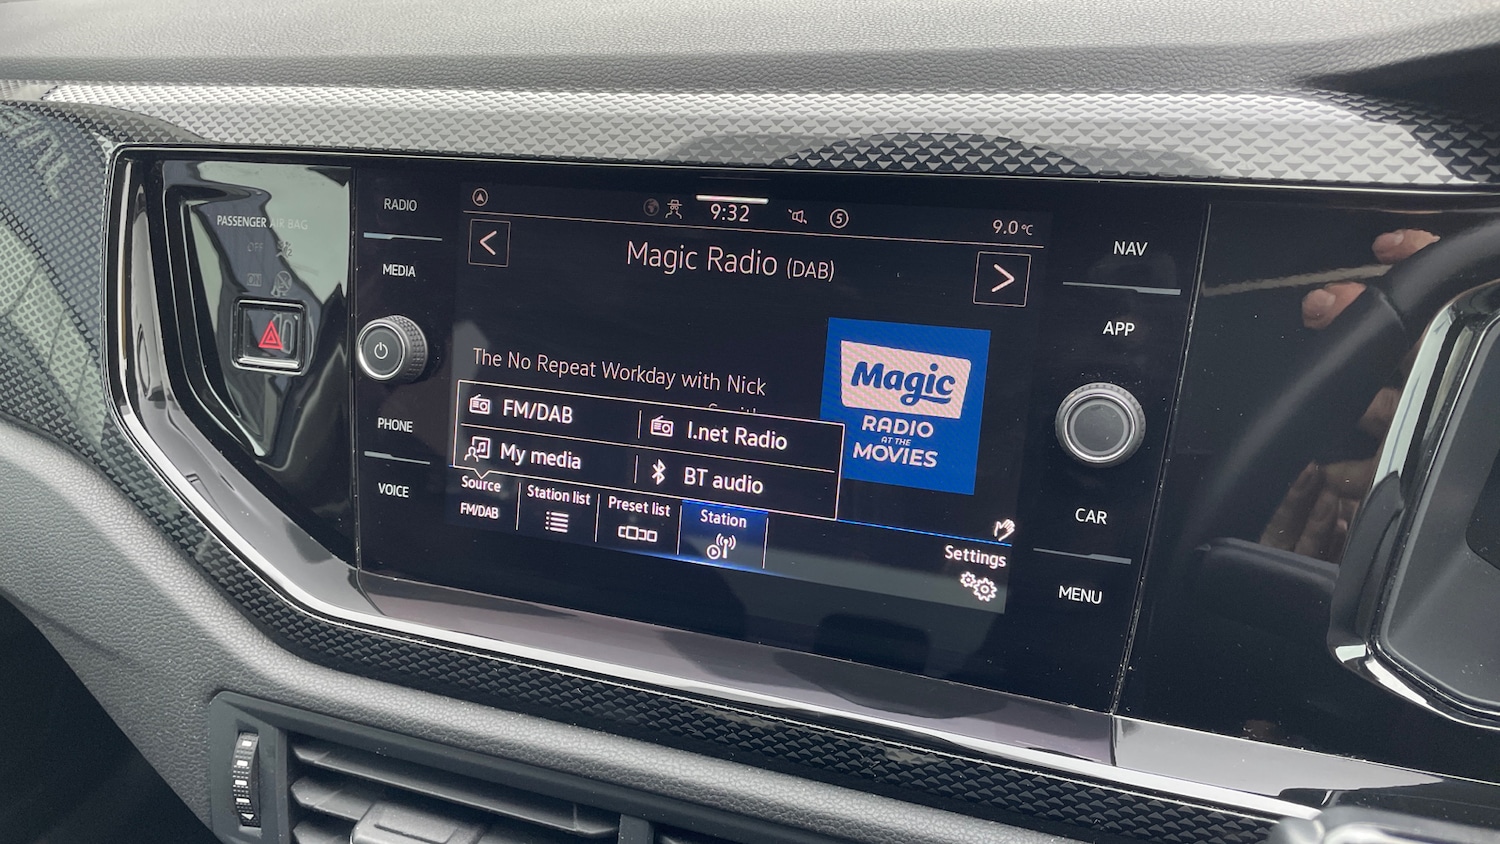 PASSENGER AIR BAG
OFF
RADIO
MEDIA
PHONE
VOICE
9:32
5
9.0 °C
Magic Radio (DAB)
The No Repeat Workday with Nick
Magic
RADIO
AT THE
MOVIES
FM/DAB
I.net Radio
My media
BT audio
Source
FM/DAB
Station list
Preset list
Station
Settings
NAV
APP
CAR
MENU